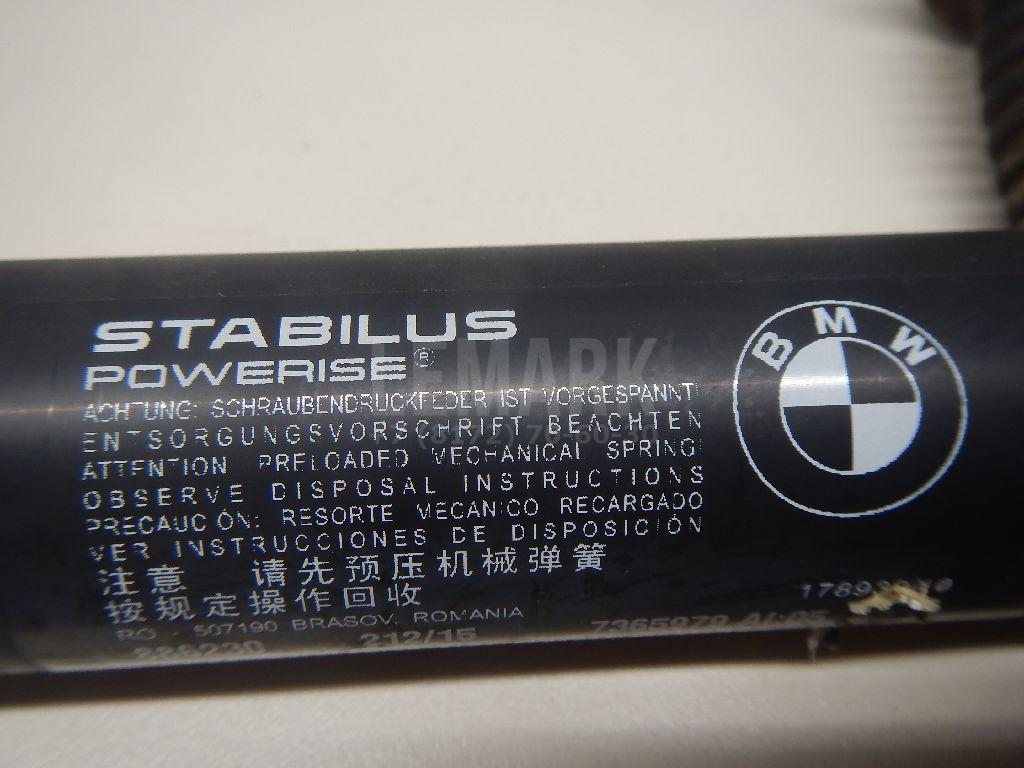 STABILUS
POWERISE®
ACHTUNG: SCHRAUBENDRUCKFEDER IST VORGESPANNT!
ENTSORGUNGSVORSCHRIFT BEACHTEN
ATTENTION PRELOADED MECHANICAL SPRING!
OBSERVE DISPOSAL INSTRUCTIONS
PRECAUCIÓN: RESORTE MECÁNICO RECARGADO
VER INSTRUCCIONES DE DISPOSICIÓN
注意 请先预压机械弹簧
按规定操作回收
RO - 507190 BRASOV, ROMANIA
212/15
BMW